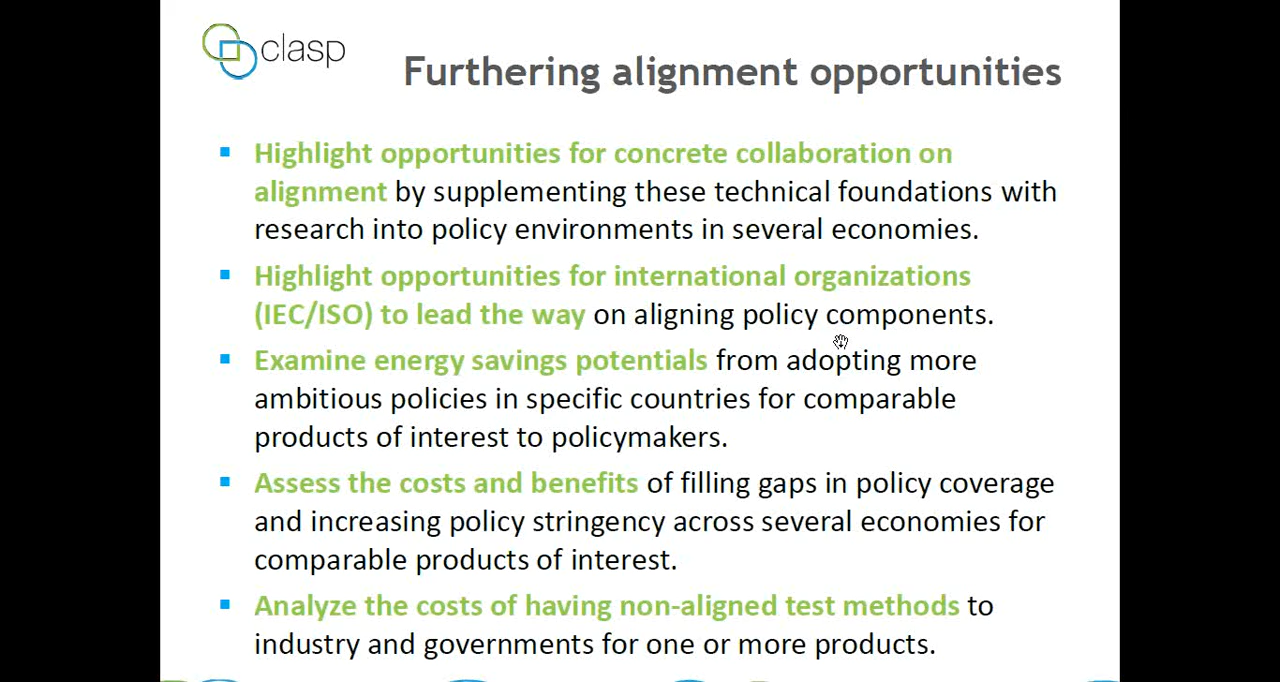 clasp
Furthering alignment opportunities
Highlight opportunities for concrete collaboration on
alignment by supplementing these technical foundations with
research into policy environments in several economies.
Highlight opportunities for international organizations
(IEC/ISO) to lead the way on aligning policy components.
Examine energy savings potentials from adopting more
ambitious policies in specific countries for comparable
products of interest to policymakers.
Assess the costs and benefits of filling gaps in policy coverage
and increasing policy stringency across several economies for
comparable products of interest.
Analyze the costs of having non-aligned test methods to
industry and governments for one or more products.